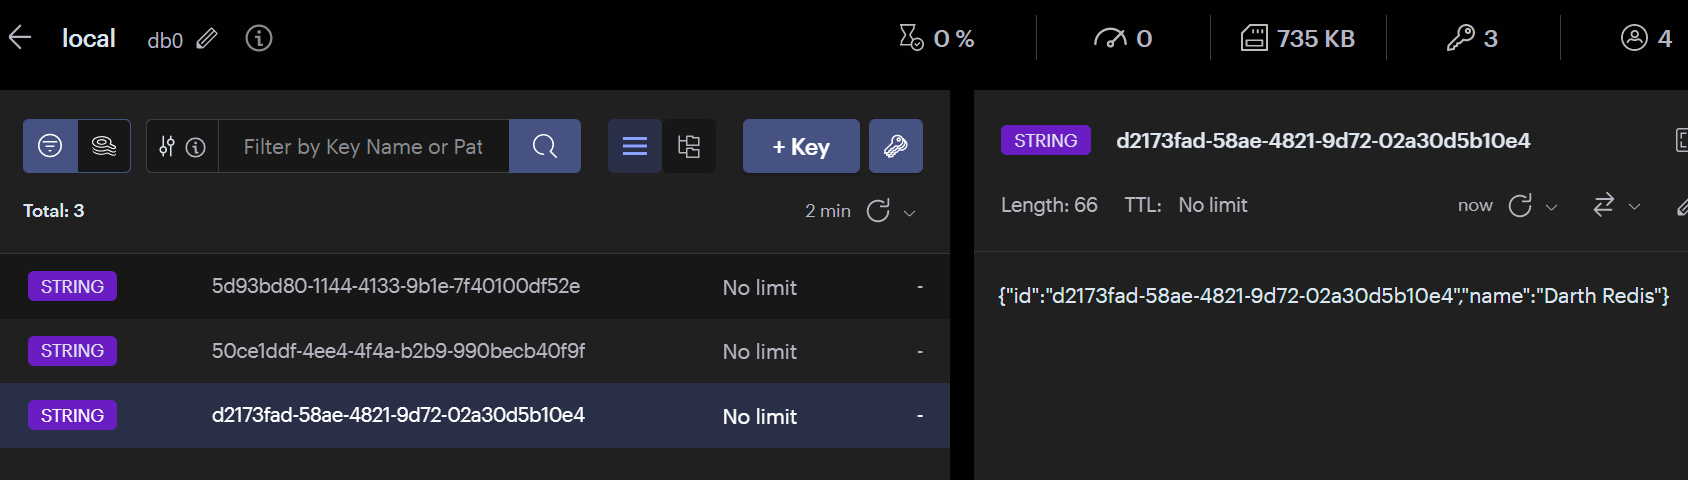 local db0 0 % 0 735 KB 3 4
Filter by Key Name or Pat + Key
Total: 3 2 min
STRING 5d93bd80-1144-4133-9b1e-7f40100df52e No limit -
STRING 50ce1ddf-4ee4-4f4a-b2b9-990becb40f9f No limit -
STRING d2173fad-58ae-4821-9d72-02a30d5b10e4 No limit -
STRING d2173fad-58ae-4821-9d72-02a30d5b10e4
Length: 66 TTL: No limit now
{"id":"d2173fad-58ae-4821-9d72-02a30d5b10e4","name":"Darth Redis"}